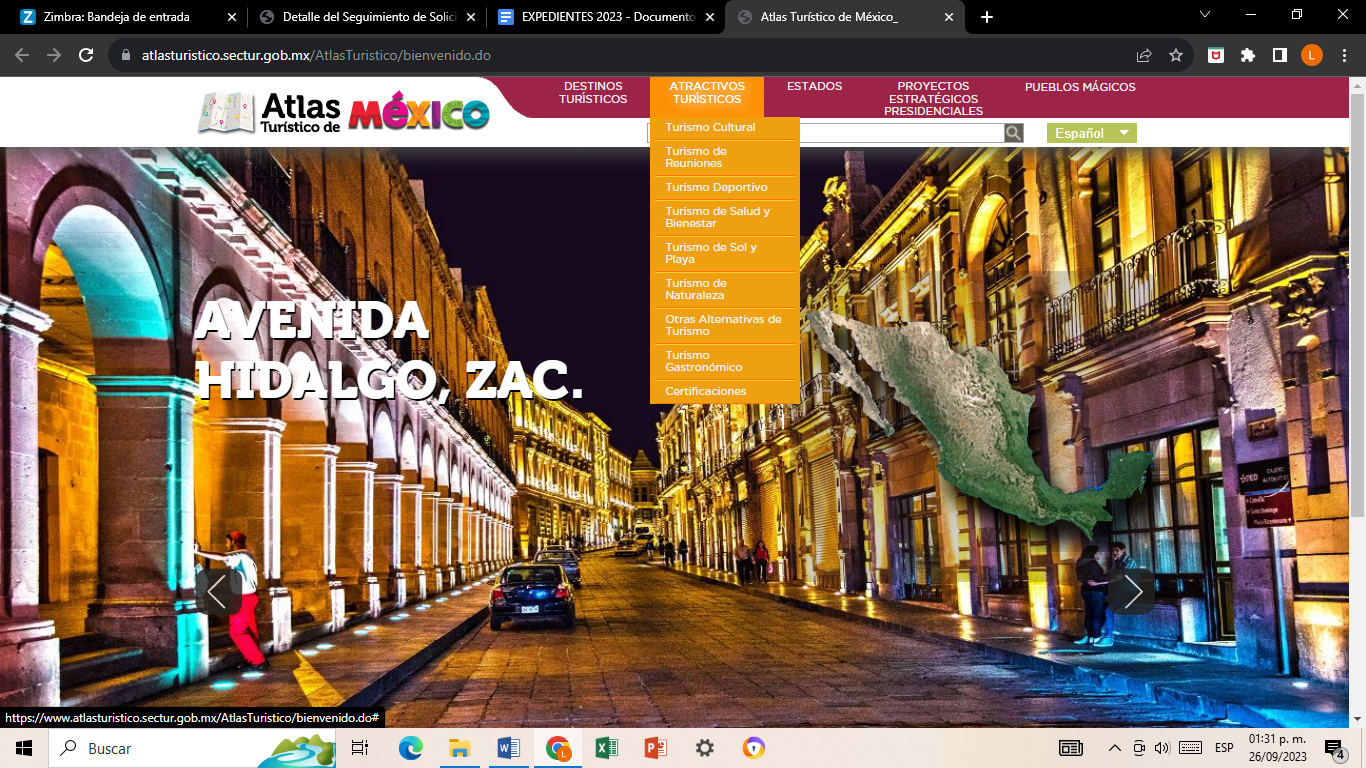 Zimbra: Bandeja de entrada
Detalle del Seguimiento de Solici
EXPEDIENTES 2023 - Documento
Atlas Turístico de México_
atlasturistico.sectur.gob.mx/AtlasTuristico/bienvenido.do
L
Atlas
Turístico de
MéXICO
DESTINOS
TURÍSTICOS
ATRACTIVOS
TURÍSTICOS
ESTADOS
PROYECTOS
ESTRATÉGICOS
PRESIDENCIALES
PUEBLOS MÁGICOS
Español
Turismo Cultural
Turismo de
Reuniones
Turismo Deportivo
Turismo de Salud y
Bienestar
Turismo de Sol y
Playa
Turismo de
Naturaleza
Otras Alternativas de
Turismo
Turismo
Gastronómico
Certificaciones
AVENIDA
HIDALGO, ZAC.
https://www.atlasturistico.sectur.gob.mx/AtlasTuristico/bienvenido.do#
Buscar
ESP
01:31 p. m.
26/09/2023
4